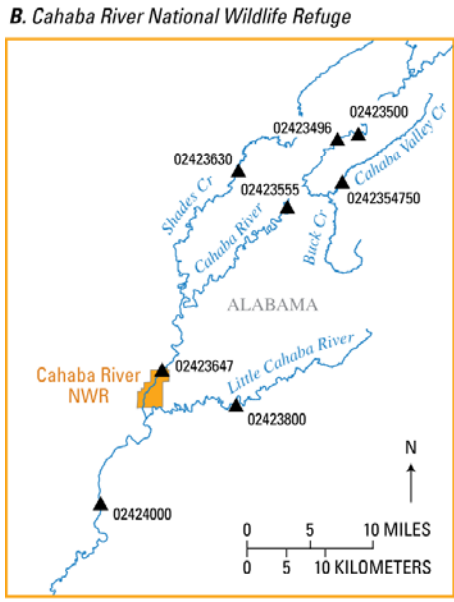 B. Cahaba River National Wildlife Refuge
02423500
02423496
Cahaba Valley Cr
02423630
02423555
0242354750
Shades Cr
Cahaba River
Buck Cr
ALABAMA
02423647
Cahaba River
NWR
Little Cahaba River
02423800
N
02424000
0 5 10 MILES
0 5 10 KILOMETERS